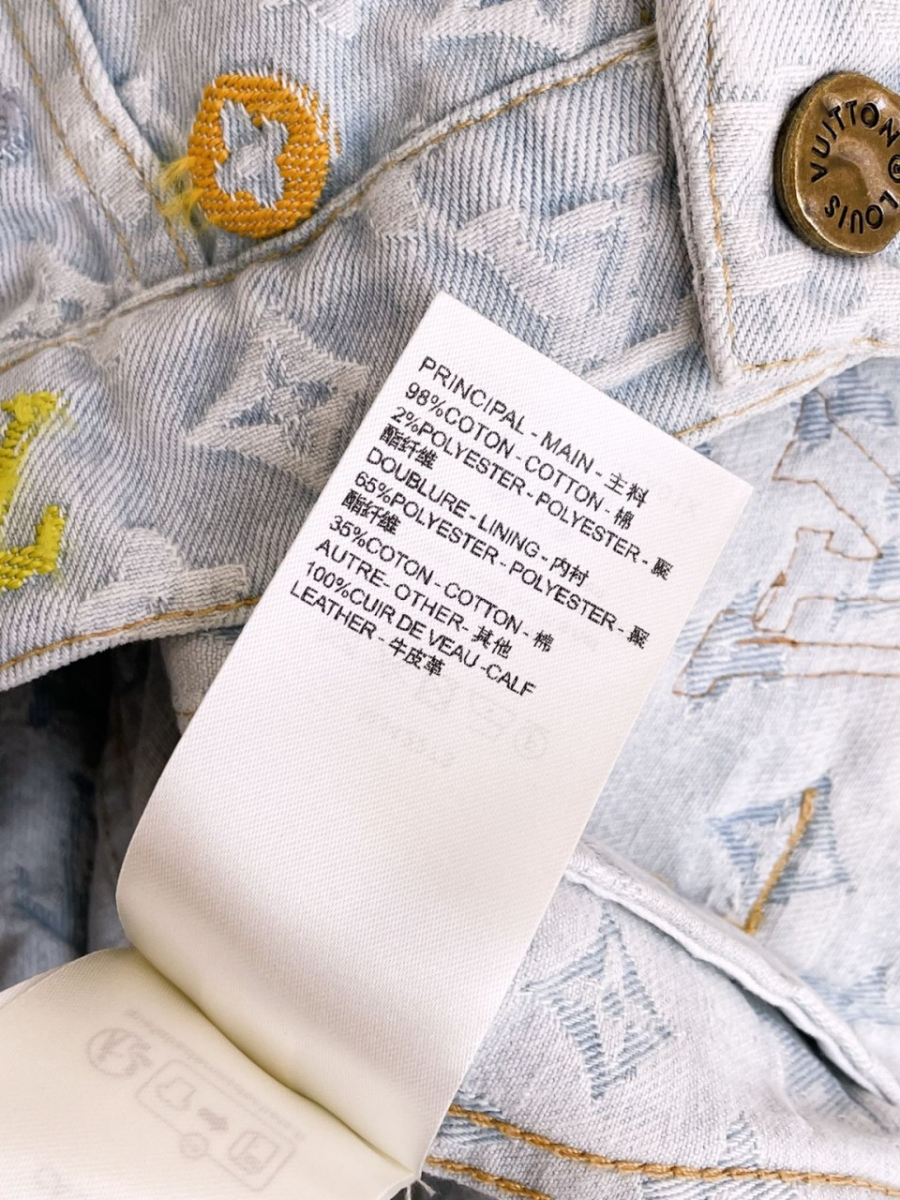 VUITTON® LOUIS
PRINCIPAL - MAIN - 主料
98%COTON - COTTON - 棉
2%POLYESTER - POLYESTER - 聚
酯纤维
DOUBLURE - LINING - 内衬
65%POLYESTER - POLYESTER - 聚
酯纤维
35%COTON - COTTON - 棉
AUTRE- OTHER- 其他
100%CUIR DE VEAU -CALF
LEATHER - 牛皮革